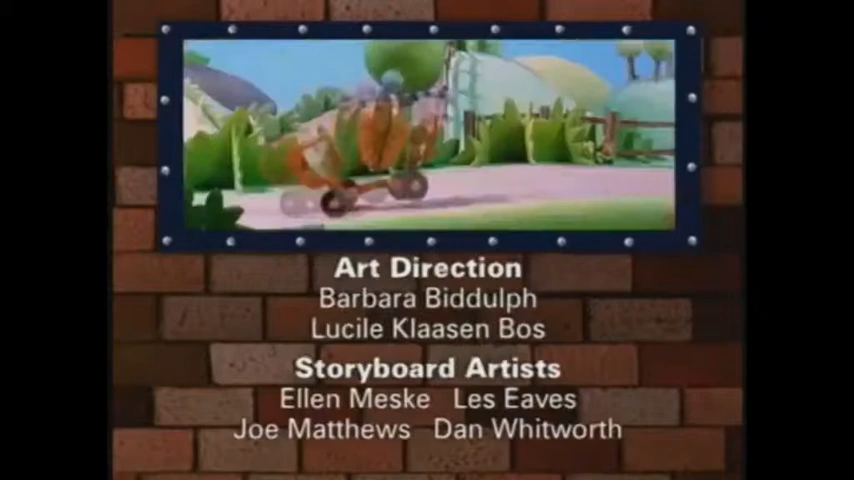 Art Direction
Barbara Biddulph
Lucile Klaasen Bos
Storyboard Artists
Ellen Meske Les Eaves
Joe Matthews Dan Whitworth